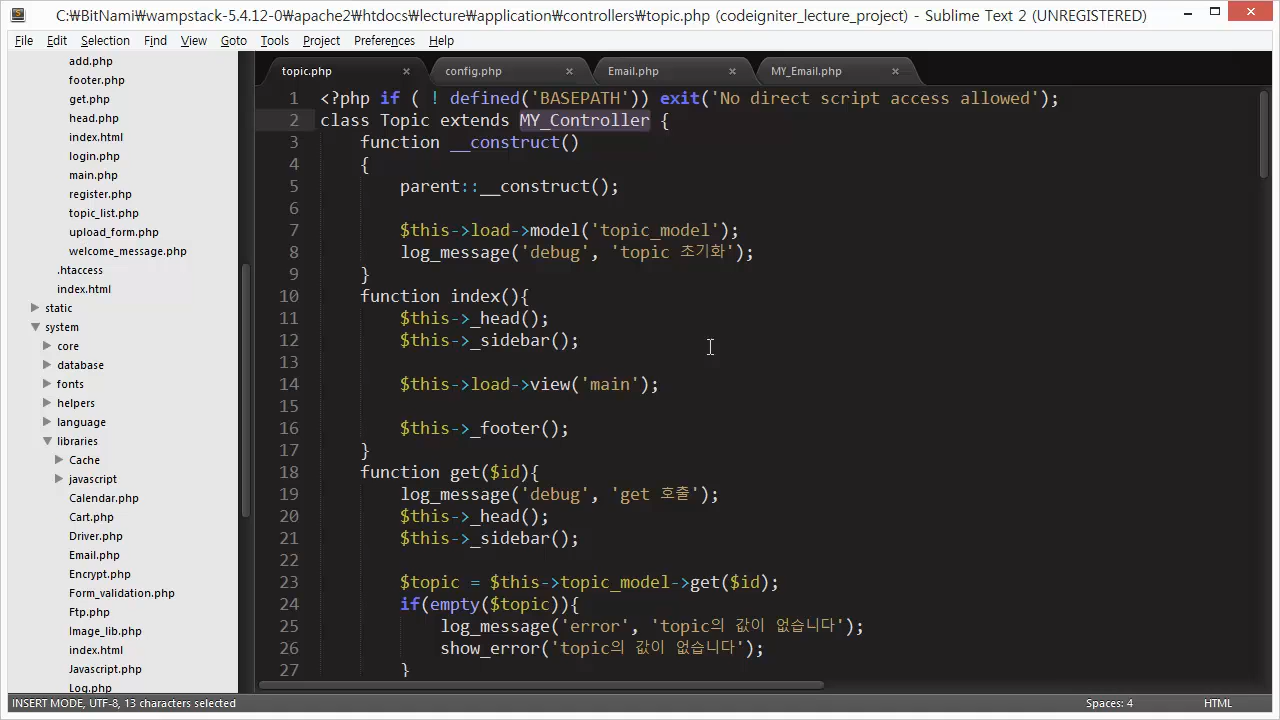 C:₩BitNami₩wampstack-5.4.12-0₩apache2₩htdocs₩lecture₩application₩controllers₩topic.php (codeigniter_lecture_project) - Sublime Text 2 (UNREGISTERED)
File Edit Selection Find View Goto Tools Project Preferences Help
add.php
footer.php
get.php
head.php
index.html
login.php
main.php
register.php
topic_list.php
upload_form.php
welcome_message.php
.htaccess
index.html
static
system
core
database
fonts
helpers
language
libraries
Cache
javascript
Calendar.php
Cart.php
Driver.php
Email.php
Encrypt.php
Form_validation.php
Ftp.php
Image_lib.php
index.html
Javascript.php
Log.php
topic.php × config.php × Email.php × MY_Email.php ×
1 <?php if ( ! defined('BASEPATH')) exit('No direct script access allowed');
2 class Topic extends MY_Controller {
3 function __construct()
4 {
5 parent::__construct();
6
7 $this->load->model('topic_model');
8 log_message('debug', 'topic 초기화');
9 }
10 function index(){
11 $this->_head();
12 $this->_sidebar();
13
14 $this->load->view('main');
15
16 $this->_footer();
17 }
18 function get($id){
19 log_message('debug', 'get 호출');
20 $this->_head();
21 $this->_sidebar();
22
23 $topic = $this->topic_model->get($id);
24 if(empty($topic)){
25 log_message('error', 'topic의 값이 없습니다');
26 show_error('topic의 값이 없습니다');
27 }
INSERT MODE, UTF-8, 13 characters selected Spaces: 4 HTML